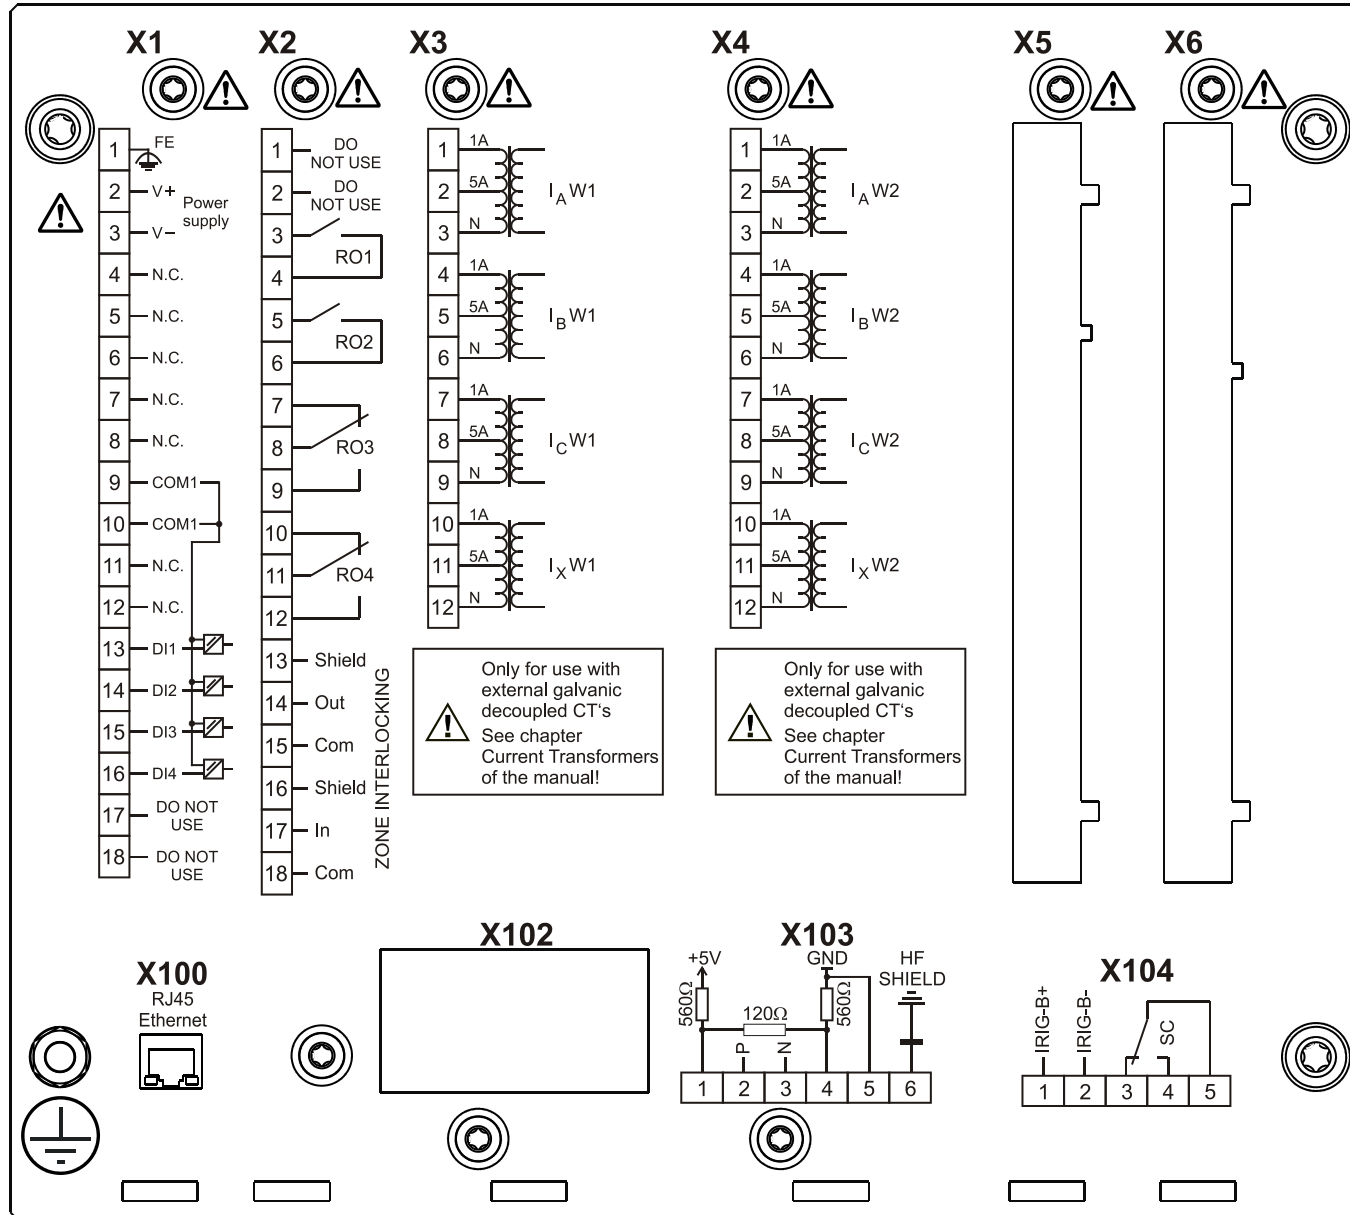 X1
X2
X3
X4
X5
X6
1
FE
2
V+
Power
supply
3
V–
4
N.C.
5
N.C.
6
N.C.
7
N.C.
8
N.C.
9
COM1
10
COM1
11
N.C.
12
N.C.
13
DI1
14
DI2
15
DI3
16
DI4
17
DO NOT
USE
18
DO NOT
USE
1
DO
NOT USE
2
DO
NOT USE
3
RO1
4
5
RO2
6
7
8
RO3
9
10
11
RO4
12
13
Shield
14
Out
15
Com
16
Shield
17
In
18
Com
ZONE INTERLOCKING
1
1A
2
5A
IA W1
3
N
4
1A
5
5A
IB W1
6
N
7
1A
8
5A
IC W1
9
N
10
1A
11
5A
IX W1
12
N
Only for use with
external galvanic
decoupled CT's
See chapter
Current Transformers
of the manual!
1
1A
2
5A
IA W2
3
N
4
1A
5
5A
IB W2
6
N
7
1A
8
5A
IC W2
9
N
10
1A
11
5A
IX W2
12
N
Only for use with
external galvanic
decoupled CT's
See chapter
Current Transformers
of the manual!
X100
RJ45
Ethernet
X102
X103
+5V
GND
HF
SHIELD
560Ω
120Ω
560Ω
P
N
1 2 3 4 5 6
X104
IRIG-B+
IRIG-B-
SC
1 2 3 4 5